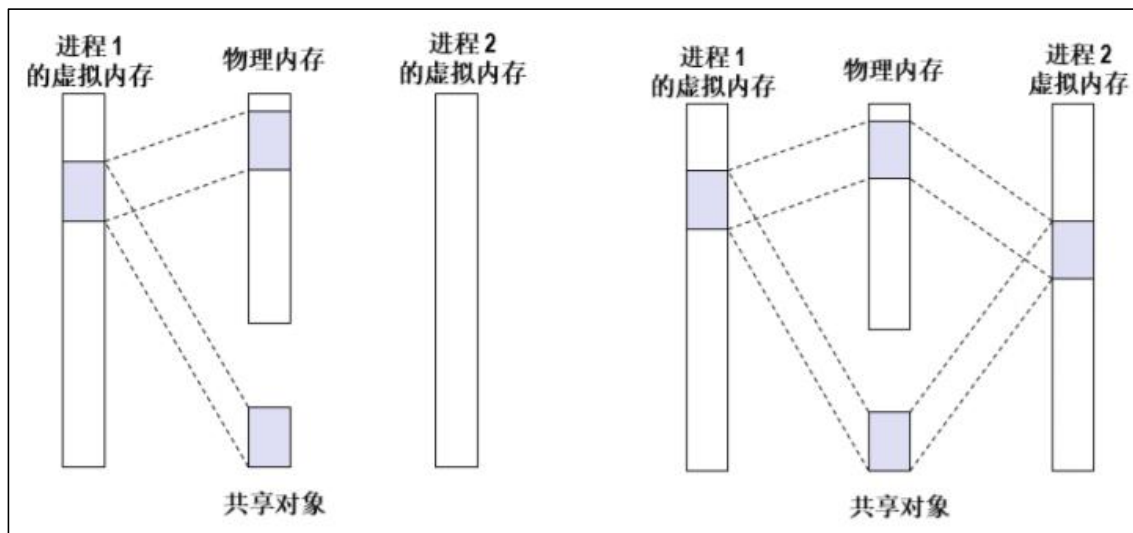 进程 1
的虚拟内存
物理内存
进程 2
的虚拟内存
共享对象
进程 1
的虚拟内存
物理内存
进程 2
虚拟内存
共享对象